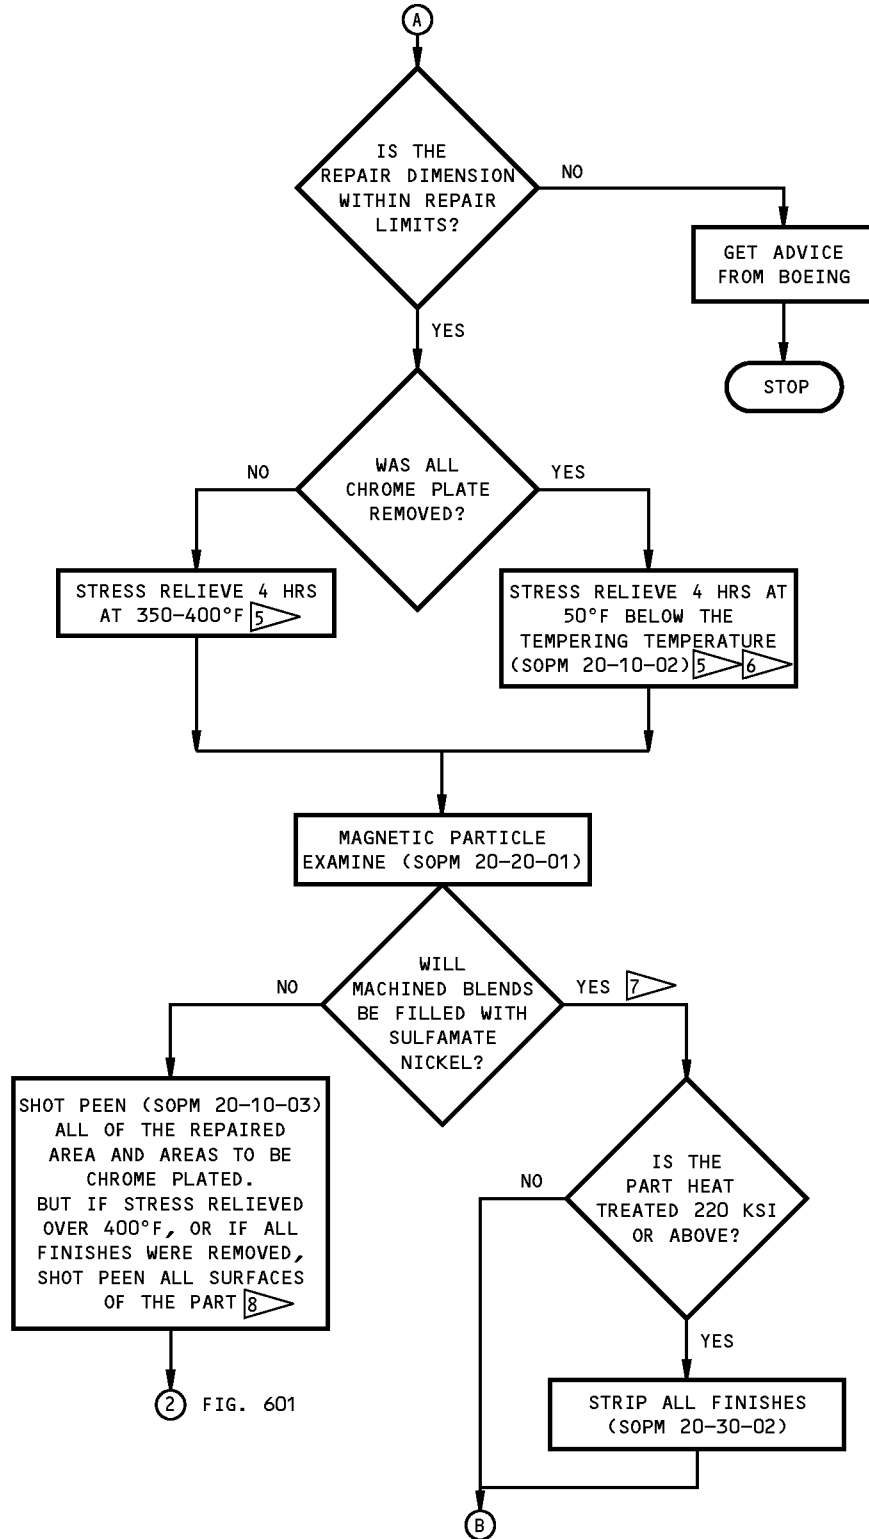 A
IS THE
REPAIR DIMENSION
WITHIN REPAIR
LIMITS?
NO
GET ADVICE
FROM BOEING
STOP
YES
WAS ALL
CHROME PLATE
REMOVED?
NO
YES
STRESS RELIEVE 4 HRS
AT 350-400°F 5
STRESS RELIEVE 4 HRS AT
50°F BELOW THE
TEMPERING TEMPERATURE
(SOPM 20-10-02) 5 6
MAGNETIC PARTICLE
EXAMINE (SOPM 20-20-01)
WILL
MACHINED BLENDS
BE FILLED WITH
SULFAMATE
NICKEL?
NO
YES 7
SHOT PEEN (SOPM 20-10-03)
ALL OF THE REPAIRED
AREA AND AREAS TO BE
CHROME PLATED.
BUT IF STRESS RELIEVED
OVER 400°F, OR IF ALL
FINISHES WERE REMOVED,
SHOT PEEN ALL SURFACES
OF THE PART 8
2 FIG. 601
IS THE
PART HEAT
TREATED 220 KSI
OR ABOVE?
NO
YES
STRIP ALL FINISHES
(SOPM 20-30-02)
B